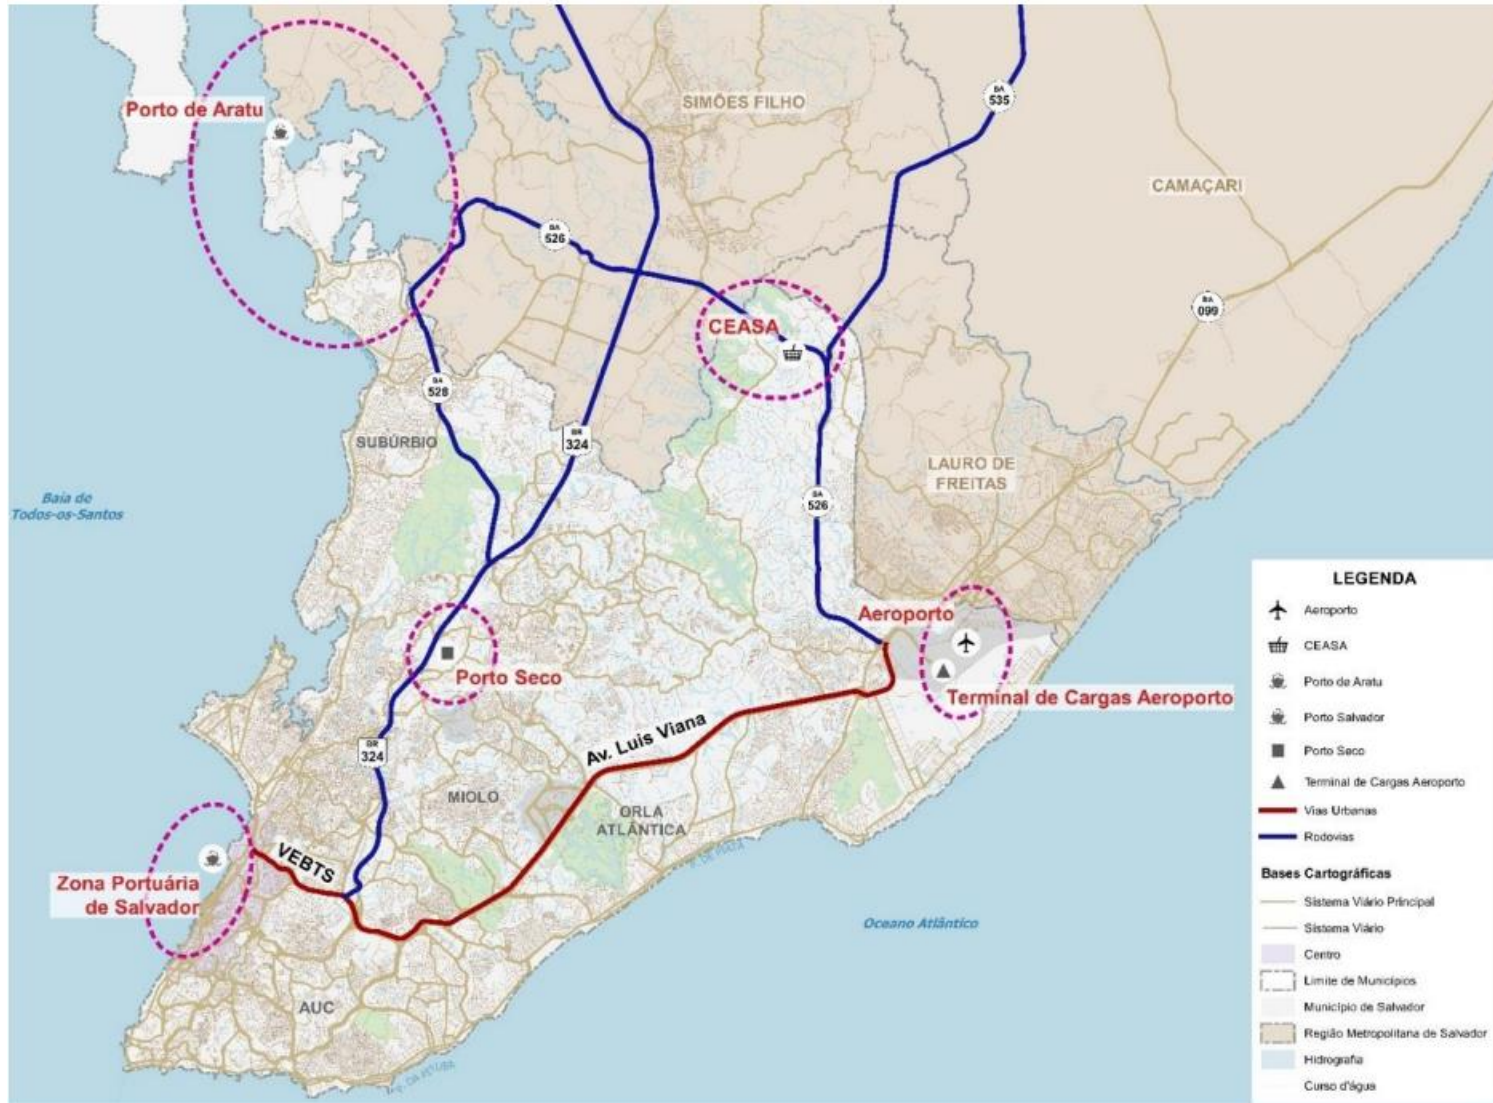 Porto de Aratu
SIMÕES FILHO
BA
535
CAMAÇARI
BA
526
BA
099
CEASA
BA
528
BR
324
SUBÚRBIO
LAURO DE
FREITAS
Baía de
Todos-os-Santos
BA
526
Aeroporto
Porto Seco
Terminal de Cargas Aeroporto
Av. Luis Viana
BR
324
MIOLO
ORLA
ATLÂNTICA
VEBTS
Zona Portuária
de Salvador
Oceano Atlântico
AUC
LEGENDA
Aeroporto
CEASA
Porto de Aratu
Porto Salvador
Porto Seco
Terminal de Cargas Aeroporto
Vias Urbanas
Rodovias
Bases Cartográficas
Sistema Viário Principal
Sistema Viário
Centro
Limite de Municípios
Município de Salvador
Região Metropolitana de Salvador
Hidrografia
Curso d'água